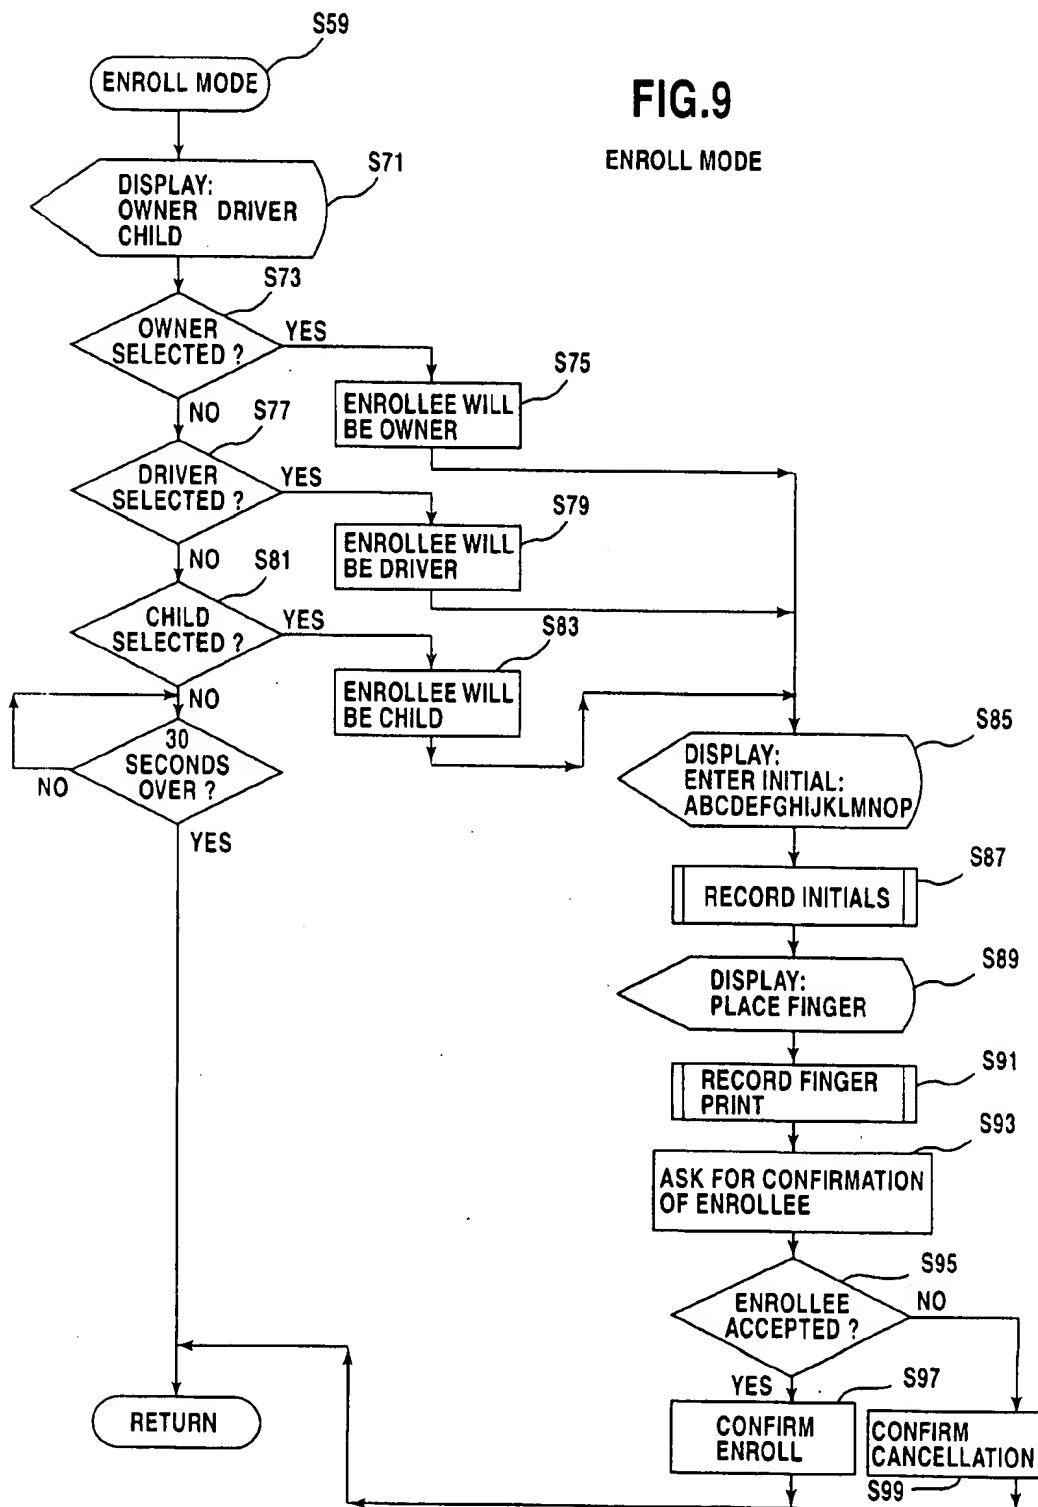 S59
ENROLL MODE
FIG.9
ENROLL MODE
S71
DISPLAY:
OWNER DRIVER
CHILD
S73
OWNER
SELECTED ?
YES
NO
S75
ENROLLEE WILL
BE OWNER
S77
DRIVER
SELECTED ?
YES
NO
S79
ENROLLEE WILL
BE DRIVER
S81
CHILD
SELECTED ?
YES
NO
S83
ENROLLEE WILL
BE CHILD
30
SECONDS
OVER ?
NO
YES
S85
DISPLAY:
ENTER INITIAL:
ABCDEFGHIJKLMNOP
S87
RECORD INITIALS
S89
DISPLAY:
PLACE FINGER
S91
RECORD FINGER
PRINT
S93
ASK FOR CONFIRMATION
OF ENROLLEE
S95
ENROLLEE
ACCEPTED ?
NO
YES
S97
CONFIRM
ENROLL
CONFIRM
CANCELLATION
S99
RETURN